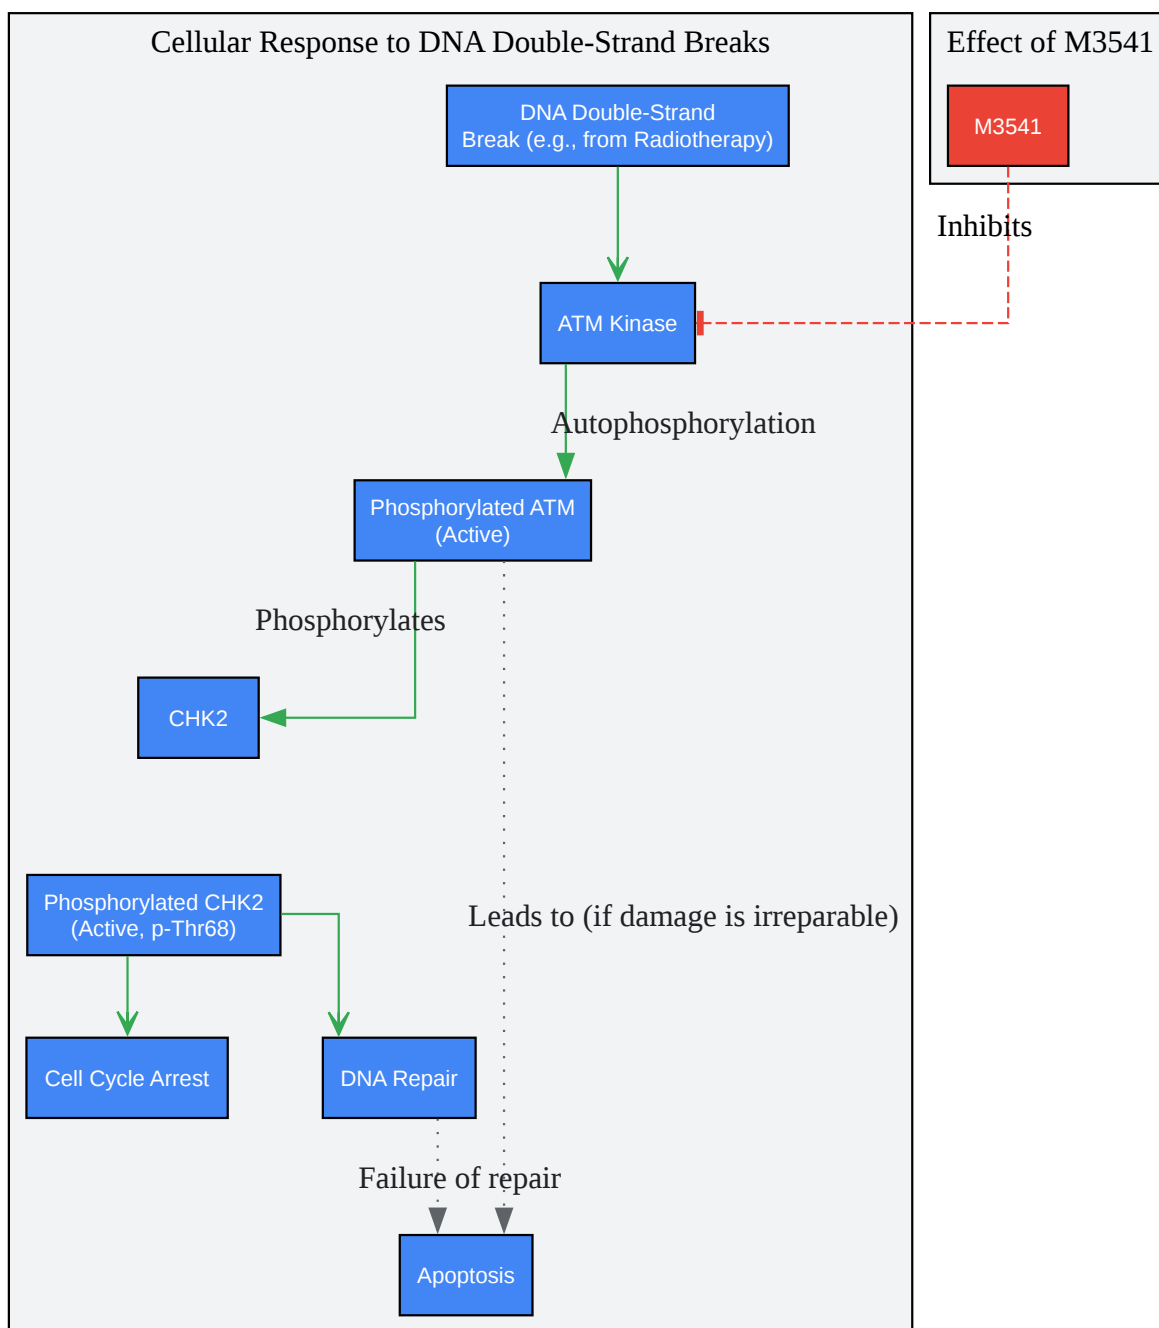 Cellular Response to DNA Double-Strand Breaks
Effect of M3541
DNA Double-Strand
Break (e.g., from Radiotherapy)
M3541
Inhibits
ATM Kinase
Autophosphorylation
Phosphorylated ATM
(Active)
Phosphorylates
CHK2
Phosphorylated CHK2
(Active, p-Thr68)
Leads to (if damage is irreparable)
Cell Cycle Arrest
DNA Repair
Failure of repair
Apoptosis